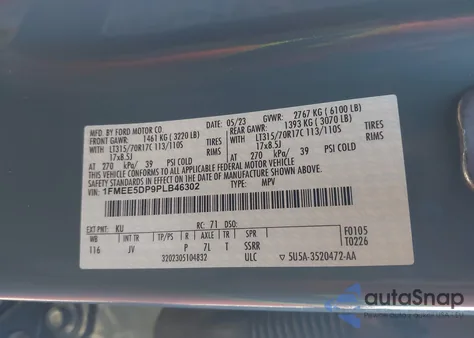 MFD. BY FORD MOTOR CO.
05/23 GVWR: 2767 KG (6100 LB)
FRONT GAWR: 1461 KG (3220 LB) REAR GAWR: 1393 KG (3070 LB)
LT315/70R17C 113/110S TIRES LT315/70R17C 113/110S TIRES
17x8.5J RIMS 17x8.5J RIMS
AT 270 kPa/ 39 PSI COLD AT 270 kPa/ 39 PSI COLD
THIS VEHICLE CONFORMS TO ALL APPLICABLE FEDERAL MOTOR VEHICLE
SAFETY STANDARDS IN EFFECT ON THE DATE OF MANUFACTURE SHOWN ABOVE.
VIN: 1FMEE5DP9PLB46302 TYPE: MPV
EXT PNT: KU RC: 71 DSO: F0105
WB INT TR TP/PS R AXLE TR SPR T0226
116 JV P 7L T SSRR
3202305104832 ULC 5U5A-3520472-AA
autoSnap